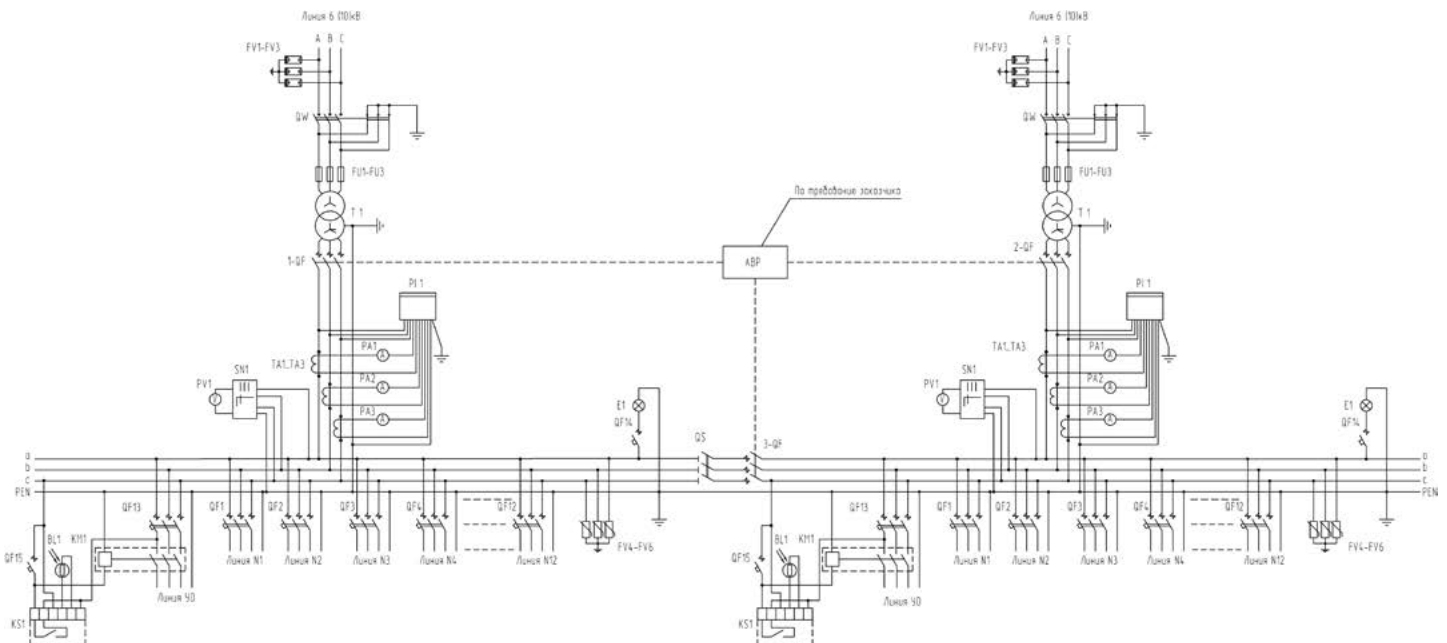 Линия 6 (10)кВ
Линия 6 (10)кВ
A B C
A B C
FV1-FV3
FV1-FV3
QW
QW
FU1-FU3
FU1-FU3
По требование заказчика
T 1
T 1
1-QF
АВР
2-QF
PI 1
PI 1
PA1
PA1
TA1..TA3
TA1..TA3
SN1
SN1
PA2
PA2
PV1
V
PV1
V
PA3
PA3
A
A
A
A
A
A
E1
E1
QF14
QF14
QS
3-QF
a
a
b
b
c
c
PEN
PEN
QF13
QF1
QF2
QF3
QF4
QF12
QF13
QF1
QF2
QF3
QF4
QF12
FV4-FV6
FV4-FV6
QF15
BL1
KM1
Линия N1
Линия N2
Линия N3
Линия N4
Линия N12
QF15
BL1
KM1
Линия N1
Линия N2
Линия N3
Линия N4
Линия N12
Линия УО
Линия УО
KS1
KS1